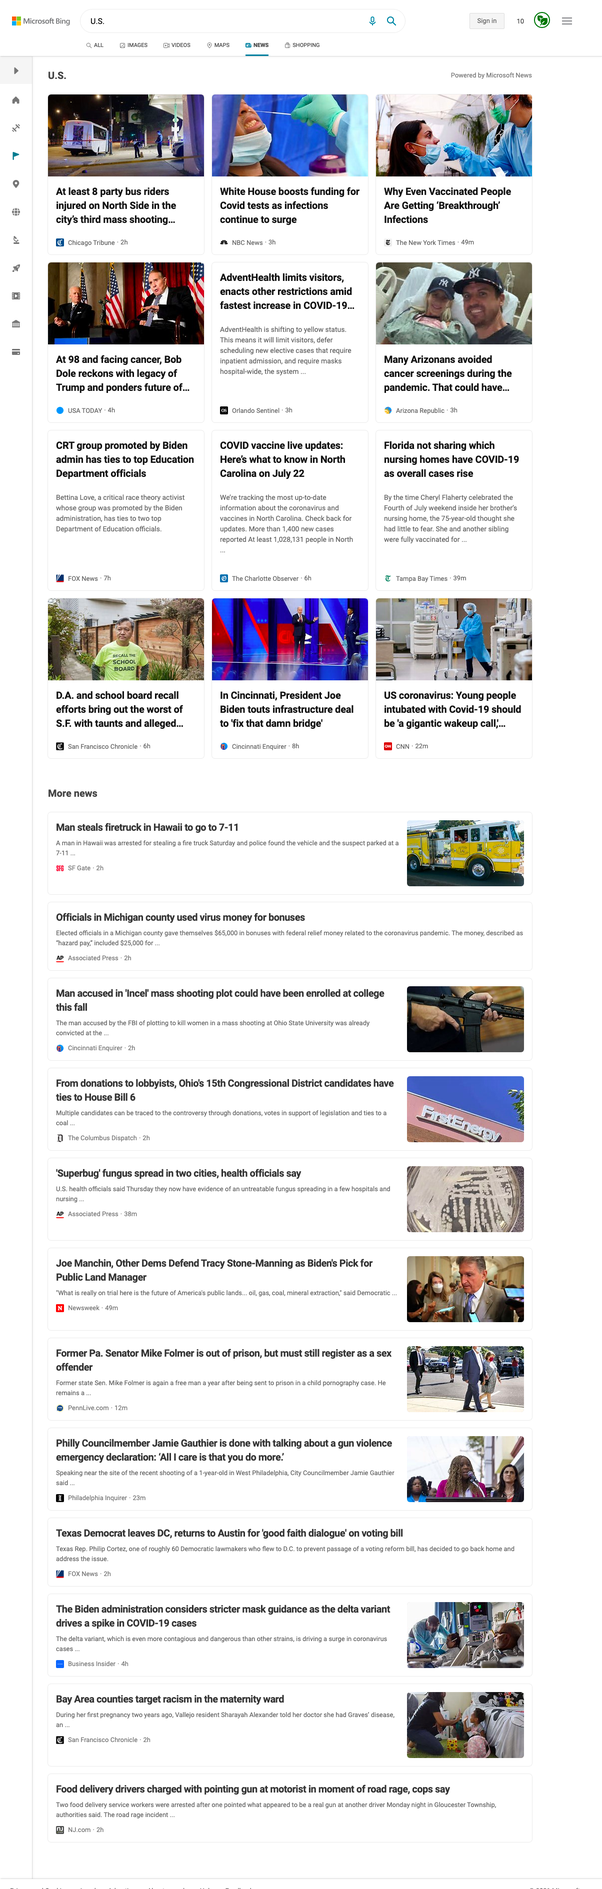 Microsoft Bing
U.S.
Sign in
10
ALL
IMAGES
VIDEOS
MAPS
NEWS
SHOPPING
U.S.
Powered by Microsoft News
At least 8 party bus riders
injured on North Side in the
city's third mass shooting...
Chicago Tribune · 2h
White House boosts funding for
Covid tests as infections
continue to surge
NBC News · 3h
Why Even Vaccinated People
Are Getting 'Breakthrough'
Infections
The New York Times · 49m
At 98 and facing cancer, Bob
Dole reckons with legacy of
Trump and ponders future of...
USA TODAY · 4h
AdventHealth limits visitors,
enacts other restrictions amid
fastest increase in COVID-19...
AdventHealth is shifting to yellow status.
This means it will limit visitors, defer
scheduling new elective cases that require
inpatient admission, and require masks
hospital-wide, the system ...
Orlando Sentinel · 3h
Many Arizonans avoided
cancer screenings during the
pandemic. That could have...
Arizona Republic · 3h
CRT group promoted by Biden
admin has ties to top Education
Department officials
Bettina Love, a critical race theory activist
whose group was promoted by the Biden
administration, has ties to two top
Department of Education officials.
FOX News · 7h
COVID vaccine live updates:
Here's what to know in North
Carolina on July 22
We're tracking the most up-to-date
information about the coronavirus and
vaccines in North Carolina. Check back for
updates. More than 1,400 new cases
reported At least 1,028,131 people in North
...
The Charlotte Observer · 6h
Florida not sharing which
nursing homes have COVID-19
as overall cases rise
By the time Cheryl Flaherty celebrated the
Fourth of July weekend inside her brother's
nursing home, the 75-year-old thought she
had little to fear. She and another sibling
were fully vaccinated for ...
Tampa Bay Times · 39m
RECALL THE
SCHOOL
BOARD
D.A. and school board recall
efforts bring out the worst of
S.F. with taunts and alleged...
San Francisco Chronicle · 6h
In Cincinnati, President Joe
Biden touts infrastructure deal
to 'fix that damn bridge'
Cincinnati Enquirer · 8h
US coronavirus: Young people
intubated with Covid-19 should
be 'a gigantic wakeup call,'...
CNN · 22m
More news
Man steals firetruck in Hawaii to go to 7-11
A man in Hawaii was arrested for stealing a fire truck Saturday and police found the vehicle and the suspect parked at a
7-11 ...
SF Gate · 2h
Officials in Michigan county used virus money for bonuses
Elected officials in a Michigan county gave themselves $65,000 in bonuses with federal relief money related to the coronavirus pandemic. The money, described as
"hazard pay," included $25,000 for ...
AP
Associated Press · 2h
Man accused in 'Incel' mass shooting plot could have been enrolled at college
this fall
The man accused by the FBI of plotting to kill women in a mass shooting at Ohio State University was already
convicted at the ...
Cincinnati Enquirer · 2h
From donations to lobbyists, Ohio's 15th Congressional District candidates have
ties to House Bill 6
Multiple candidates can be traced to the controversy through donations, votes in support of legislation and ties to a
coal ...
The Columbus Dispatch · 2h
FirstEnergy
'Superbug' fungus spread in two cities, health officials say
U.S. health officials said Thursday they now have evidence of an untreatable fungus spreading in a few hospitals and
nursing ...
AP
Associated Press · 38m
Joe Manchin, Other Dems Defend Tracy Stone-Manning as Biden's Pick for
Public Land Manager
"What is really on trial here is the future of America's public lands... oil, gas, coal, mineral extraction," said Democratic ...
N
Newsweek · 49m
Former Pa. Senator Mike Folmer is out of prison, but must still register as a sex
offender
Former state Sen. Mike Folmer is again a free man a year after being sent to prison in a child pornography case. He
remains a ...
PennLive.com · 12m
Philly Councilmember Jamie Gauthier is done with talking about a gun violence
emergency declaration: 'All I care is that you do more.'
Speaking near the site of the recent shooting of a 1-year-old in West Philadelphia, City Councilmember Jamie Gauthier
said ...
Philadelphia Inquirer · 23m
Texas Democrat leaves DC, returns to Austin for 'good faith dialogue' on voting bill
Texas Rep. Philip Cortez, one of roughly 60 Democratic lawmakers who flew to D.C. to prevent passage of a voting reform bill, has decided to go back home and
address the issue.
FOX News · 2h
The Biden administration considers stricter mask guidance as the delta variant
drives a spike in COVID-19 cases
The delta variant, which is even more contagious and dangerous than other strains, is driving a surge in coronavirus
cases ...
Business Insider · 4h
Bay Area counties target racism in the maternity ward
During her first pregnancy two years ago, Vallejo resident Sharayah Alexander told her doctor she had Graves' disease,
an ...
San Francisco Chronicle · 2h
Food delivery drivers charged with pointing gun at motorist in moment of road rage, cops say
Two food delivery service workers were arrested after one pointed what appeared to be a real gun at another driver Monday night in Gloucester Township,
authorities said. The road rage incident ...
NJ.com · 2h